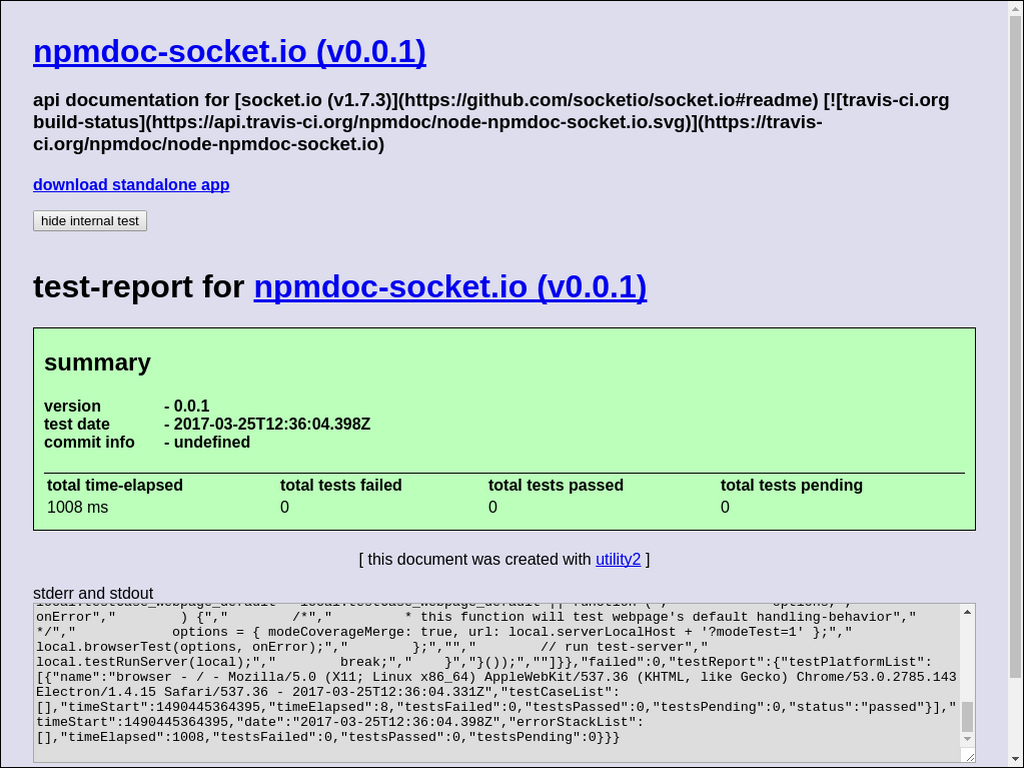 npmdoc-socket.io (v0.0.1)
api documentation for [socket.io (v1.7.3)](https://github.com/socketio/socket.io#readme) [![travis-ci.org
build-status](https://api.travis-ci.org/npmdoc/node-npmdoc-socket.io.svg)](https://travis-
ci.org/npmdoc/node-npmdoc-socket.io)
download standalone app
hide internal test
test-report for npmdoc-socket.io (v0.0.1)
summary
version - 0.0.1
test date - 2017-03-25T12:36:04.398Z
commit info - undefined
total time-elapsed total tests failed total tests passed total tests pending
1008 ms 0 0 0
[ this document was created with utility2 ]
stderr and stdout
local.testCase_webpage_default = local.testCase_webpage_default || function (","            options,","
onError","        ) {","        /*","         * this function will test webpage's default handling-behavior","
*/","            options = { modeCoverageMerge: true, url: local.serverLocalHost + '?modeTest=1' };","
local.browserTest(options, onError);","        };","","        // run test-server","
local.testRunServer(local);","        break;","    }","}());",""]}},"failed":0,"testReport":{"testPlatformList":
[{"name":"browser - / - Mozilla/5.0 (X11; Linux x86_64) AppleWebKit/537.36 (KHTML, like Gecko) Chrome/53.0.2785.143
Electron/1.4.15 Safari/537.36 - 2017-03-25T12:36:04.331Z","testCaseList":
[],"timeStart":1490445364395,"timeElapsed":8,"testsFailed":0,"testsPassed":0,"testsPending":0,"status":"passed"}],"
timeStart":1490445364395,"date":"2017-03-25T12:36:04.398Z","errorStackList":
[],"timeElapsed":1008,"testsFailed":0,"testsPassed":0,"testsPending":0}}}